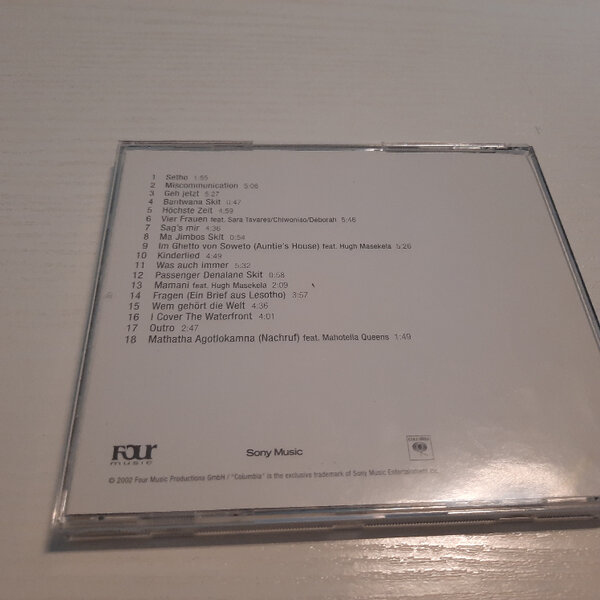 1 Setho 1:55
2 Miscommunication 5:06
3 Geh jetzt 5:27
4 Bantwana Skit 0:47
5 Höchste Zeit 4:59
6 Vier Frauen feat. Sara Tavares/Chiwoniso/Deborah 5:46
7 Sag's mir 4:36
8 Ma Jimbos Skit 0:54
9 Im Ghetto von Soweto (Auntie's House) feat. Hugh Masekela 5:26
10 Kinderlied 4:49
11 Was auch immer 5:32
12 Passenger Denalane Skit 0:58
13 Mamani feat. Hugh Masekela 2:09
14 Fragen (Ein Brief aus Lesotho) 3:57
15 Wem gehört die Welt 4:36
16 I Cover The Waterfront 4:01
17 Outro 2:47
18 Mathatha Agotlokamna (Nachruf) feat. Mahotella Queens 1:49
Four music
Sony Music
COLUMBIA
© 2002 Four Music Productions GmbH / "Columbia" is the exclusive trademark of Sony Music Entertainment Inc.